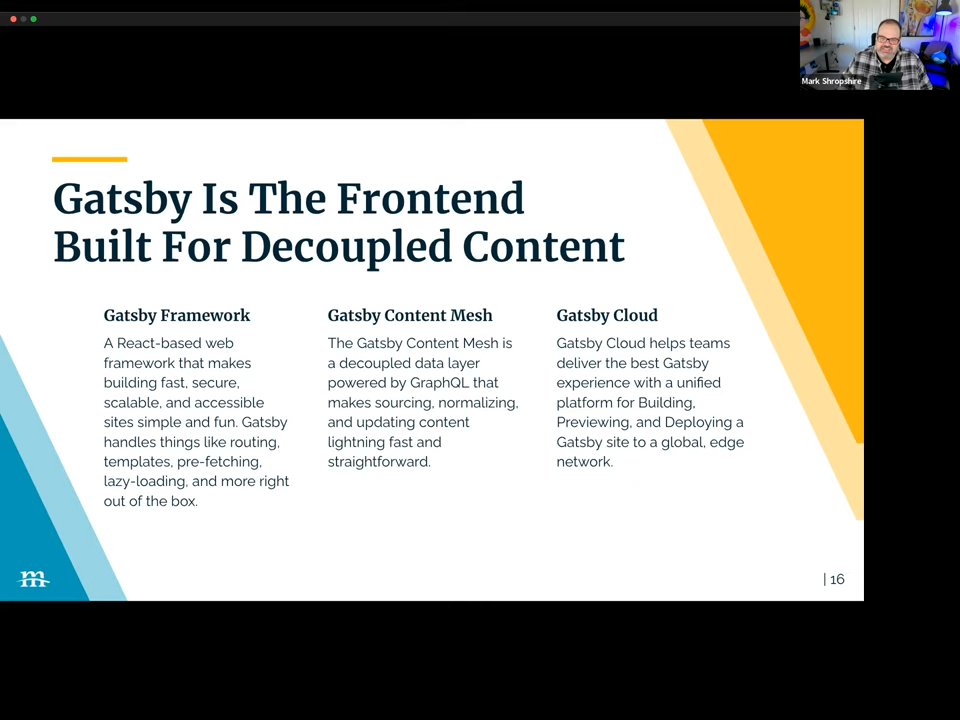 Mark Shropshire
Gatsby Is The Frontend
Built For Decoupled Content
Gatsby Framework
A React-based web
framework that makes
building fast, secure,
scalable, and accessible
sites simple and fun. Gatsby
handles things like routing,
templates, pre-fetching,
lazy-loading, and more right
out of the box.
Gatsby Content Mesh
The Gatsby Content Mesh is
a decoupled data layer
powered by GraphQL that
makes sourcing, normalizing,
and updating content
lightning fast and
straightforward.
Gatsby Cloud
Gatsby Cloud helps teams
deliver the best Gatsby
experience with a unified
platform for Building,
Previewing, and Deploying a
Gatsby site to a global, edge
network.
m
| 16